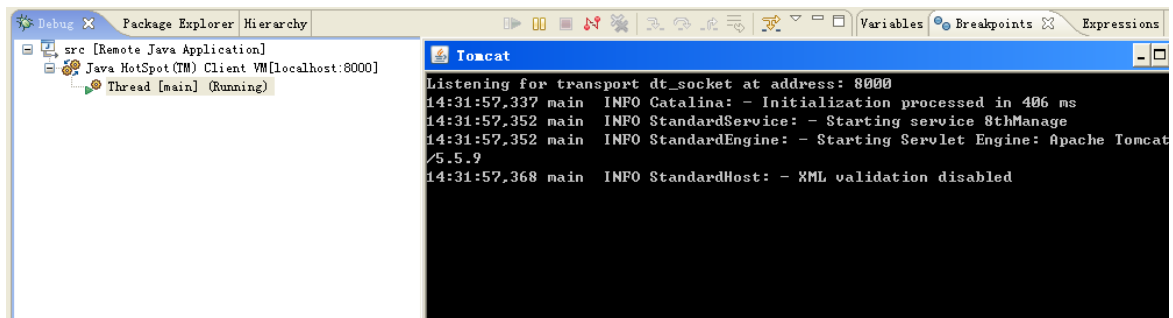 Debug Package Explorer Hierarchy Variables Breakpoints Expressions
src [Remote Java Application]
Java HotSpot(TM) Client VM[localhost:8000]
Thread [main] (Running)
Tomcat
Listening for transport dt_socket at address: 8000
14:31:57,337 main  INFO Catalina: - Initialization processed in 406 ms
14:31:57,352 main  INFO StandardService: - Starting service 8thManage
14:31:57,352 main  INFO StandardEngine: - Starting Servlet Engine: Apache Tomcat
/5.5.9
14:31:57,368 main  INFO StandardHost: - XML validation disabled